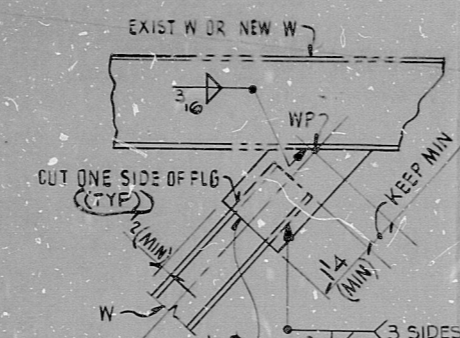 EXIST W OR NEW W
3/16
WP
CUT ONE SIDE OF FLG
(TYP)
1/2 (MIN)
KEEP MIN
1'4
(MIN)
W
3 SIDES